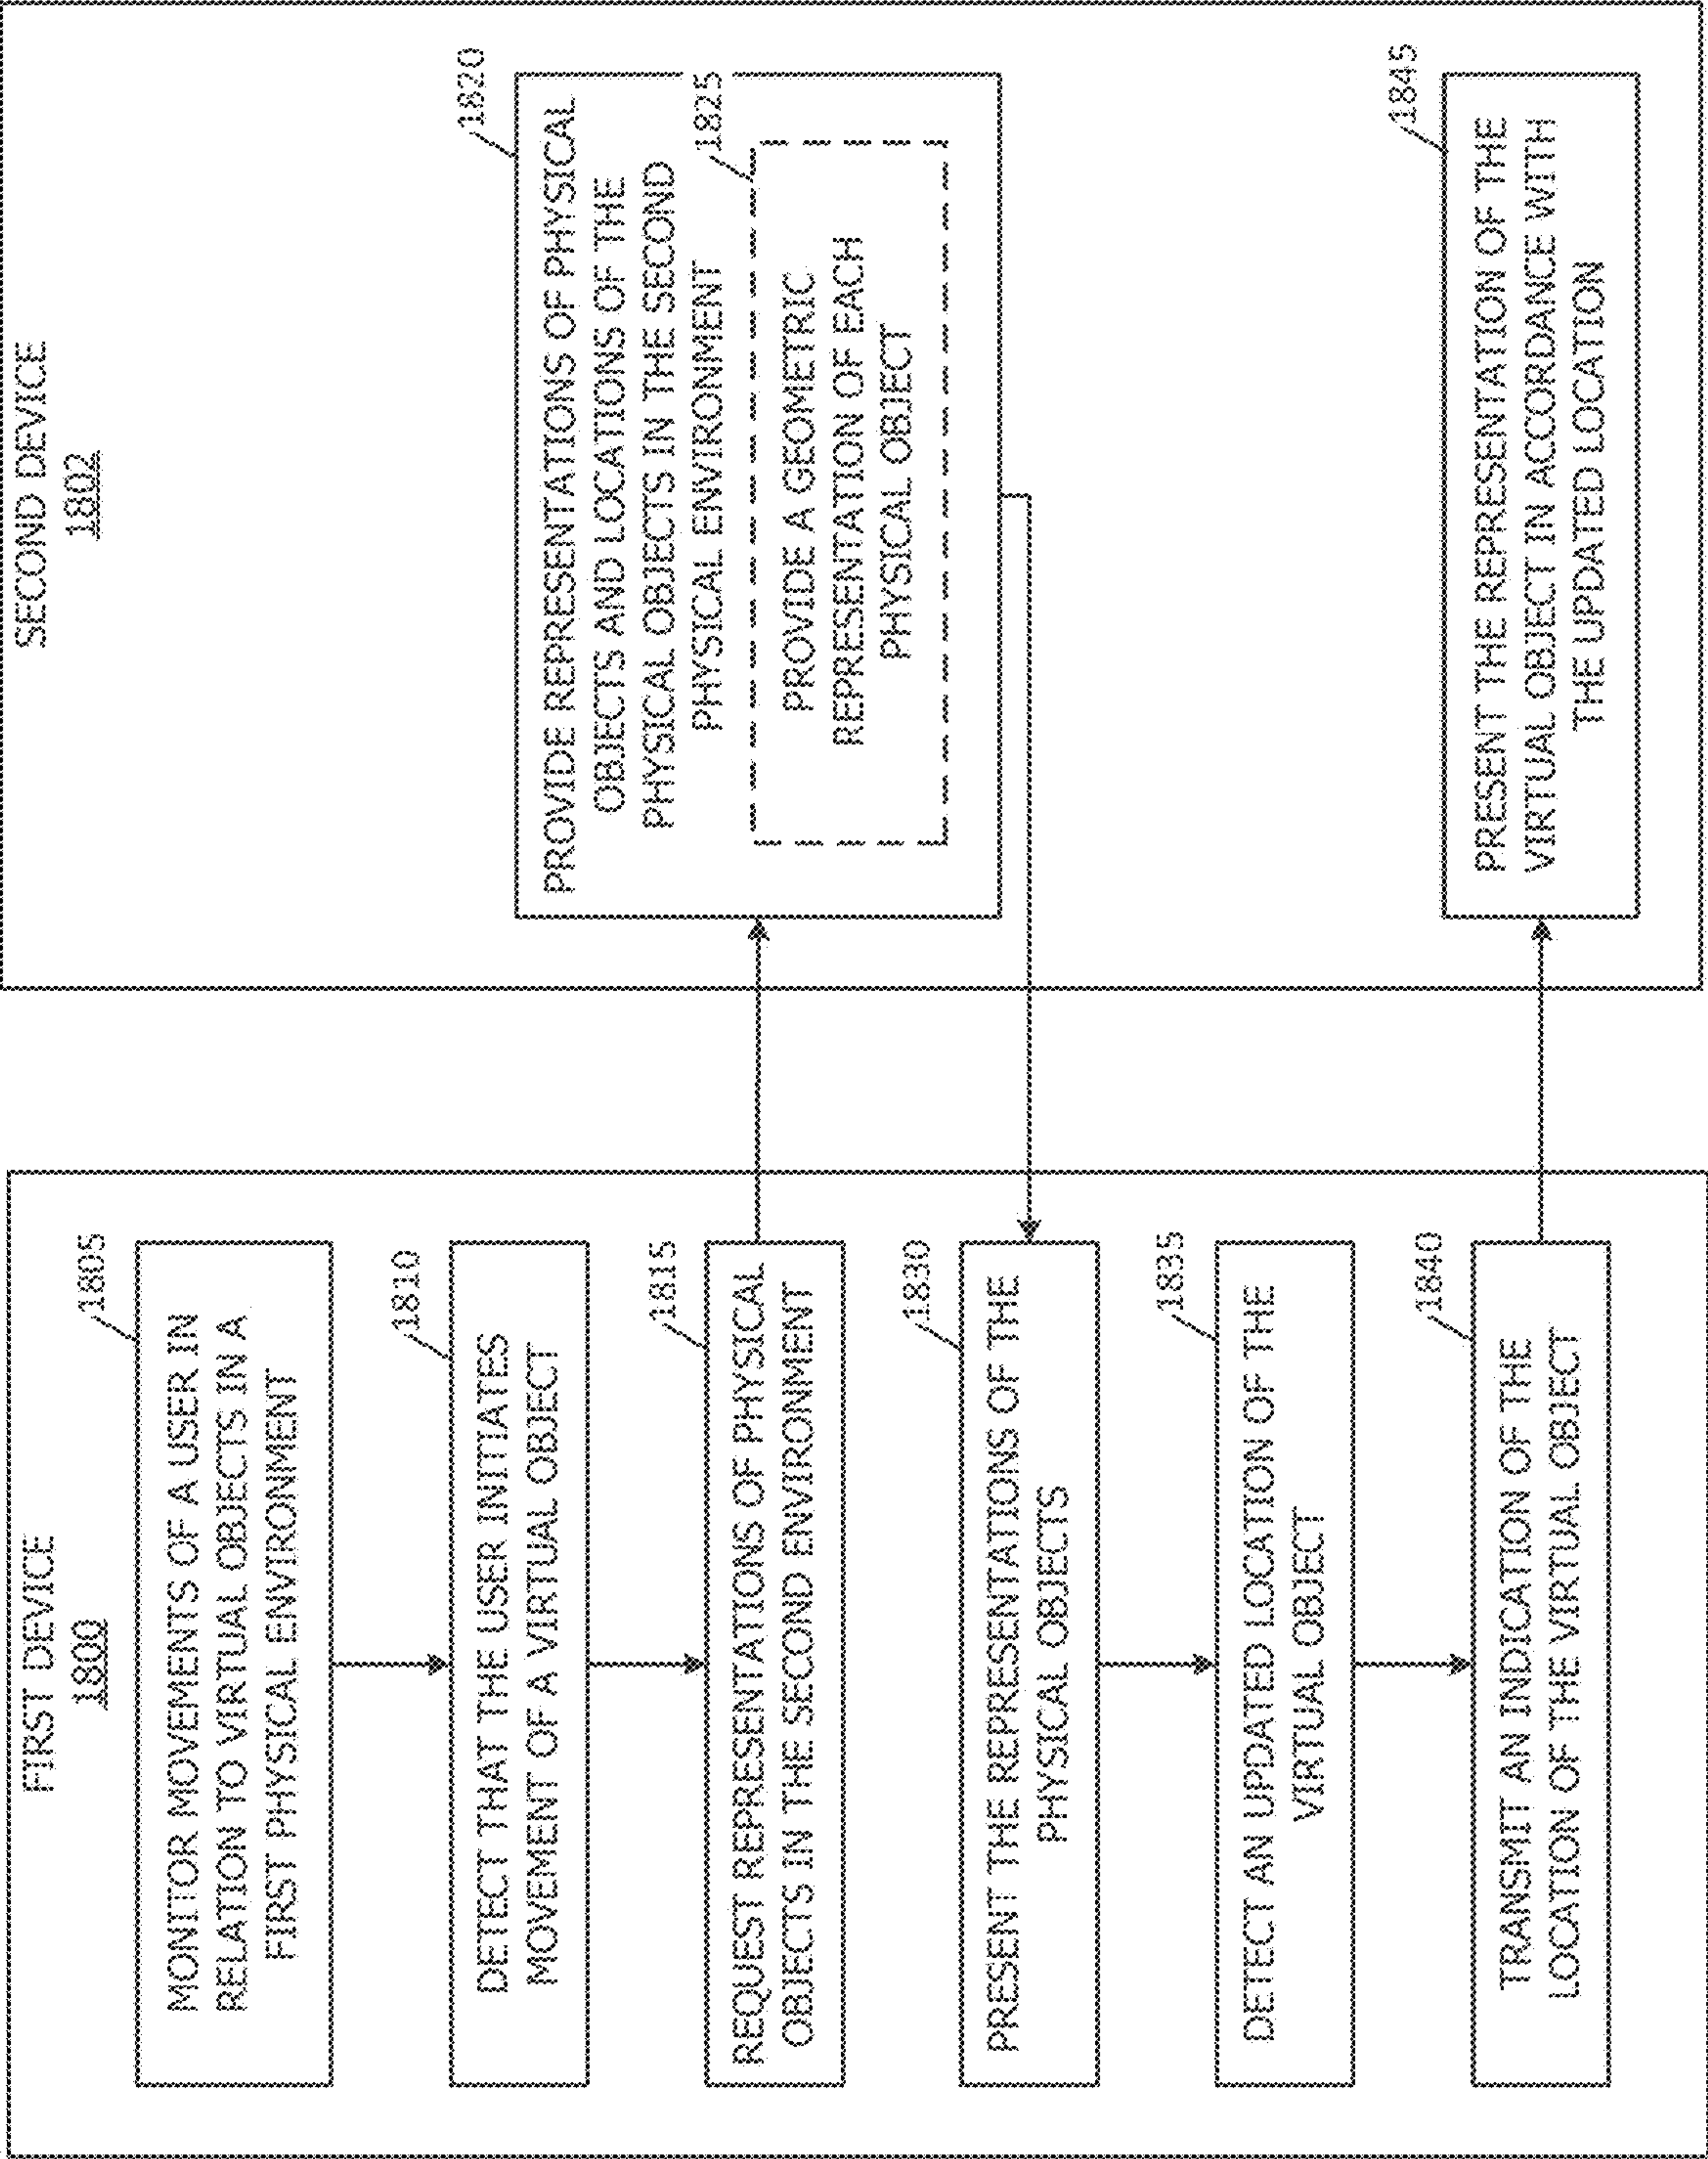 FIRST DEVICE
1800
1805
MONITOR MOVEMENTS OF A USER IN
RELATION TO VIRTUAL OBJECTS IN A
FIRST PHYSICAL ENVIRONMENT
1810
DETECT THAT THE USER INITIATES
MOVEMENT OF A VIRTUAL OBJECT
1815
REQUEST REPRESENTATIONS OF PHYSICAL
OBJECTS IN THE SECOND ENVIRONMENT
1830
PRESENT THE REPRESENTATIONS OF THE
PHYSICAL OBJECTS
1835
DETECT AN UPDATED LOCATION OF THE
VIRTUAL OBJECT
1840
TRANSMIT AN INDICATION OF THE
LOCATION OF THE VIRTUAL OBJECT
SECOND DEVICE
1802
1820
PROVIDE REPRESENTATIONS OF PHYSICAL
OBJECTS AND LOCATIONS OF THE
PHYSICAL OBJECTS IN THE SECOND
PHYSICAL ENVIRONMENT
1825
PROVIDE A GEOMETRIC
REPRESENTATION OF EACH
PHYSICAL OBJECT
1845
PRESENT THE REPRESENTATION OF THE
VIRTUAL OBJECT IN ACCORDANCE WITH
THE UPDATED LOCATION